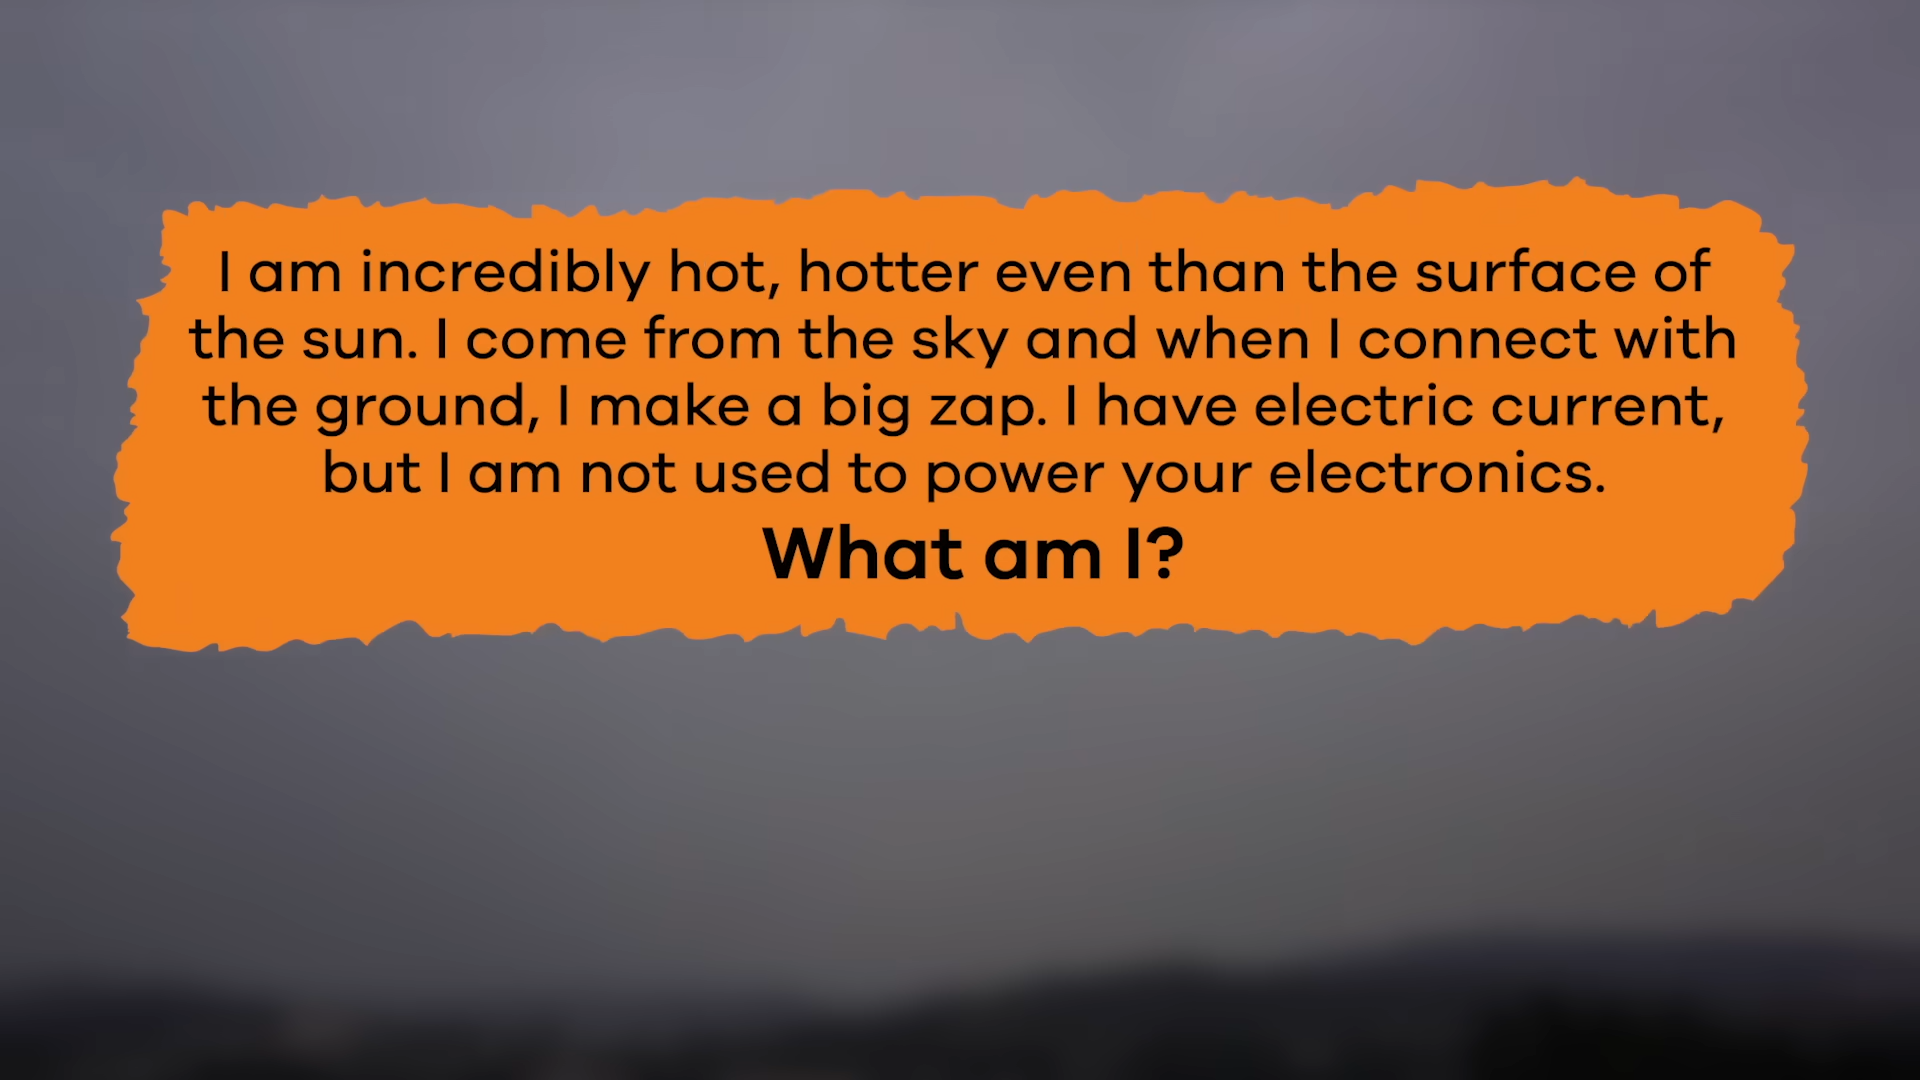 I am incredibly hot, hotter even than the surface of
the sun. I come from the sky and when I connect with
the ground, I make a big zap. I have electric current,
but I am not used to power your electronics.
What am I?